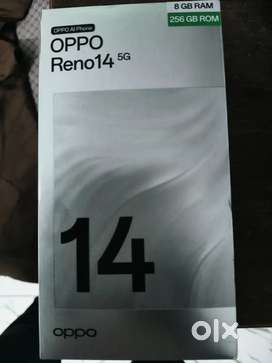 8 GB RAM
256 GB ROM
OPPO AI Phone
OPPO
Reno14 5G
14
oppo
olx